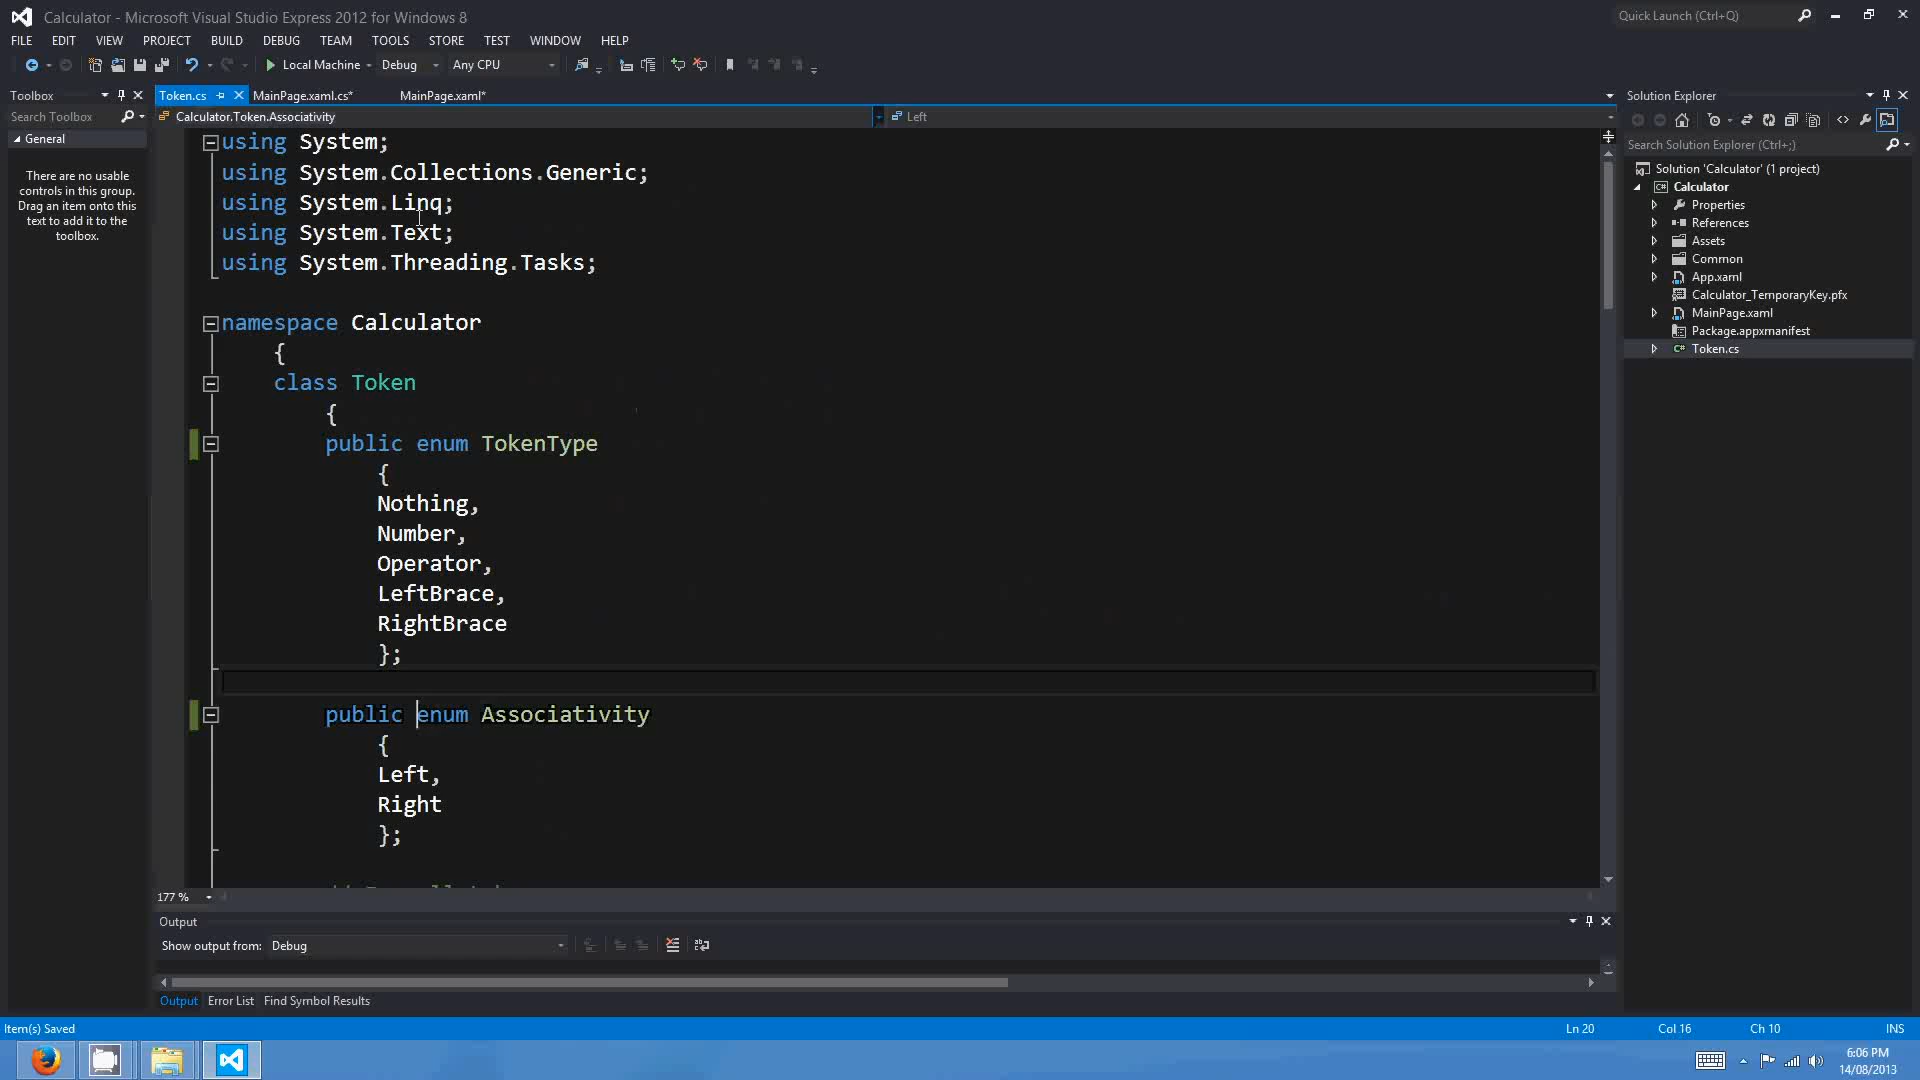 Calculator - Microsoft Visual Studio Express 2012 for Windows 8
Quick Launch (Ctrl+Q)
FILE EDIT VIEW PROJECT BUILD DEBUG TEAM TOOLS STORE TEST WINDOW HELP
Local Machine Debug Any CPU
Toolbox
Search Toolbox
General
There are no usable
controls in this group.
Drag an item onto this
text to add it to the
toolbox.
Token.cs MainPage.xaml.cs* MainPage.xaml*
Calculator.Token.Associativity Left
using System;
using System.Collections.Generic;
using System.Linq;
using System.Text;
using System.Threading.Tasks;
namespace Calculator
{
class Token
{
public enum TokenType
{
Nothing,
Number,
Operator,
LeftBrace,
RightBrace
};
public enum Associativity
{
Left,
Right
};
177 %
Output
Show output from: Debug
Output Error List Find Symbol Results
Solution Explorer
Search Solution Explorer (Ctrl+;)
Solution 'Calculator' (1 project)
C# Calculator
Properties
References
Assets
Common
App.xaml
Calculator_TemporaryKey.pfx
MainPage.xaml
Package.appxmanifest
C# Token.cs
Item(s) Saved Ln 20 Col 16 Ch 10 INS
6:06 PM
14/08/2013